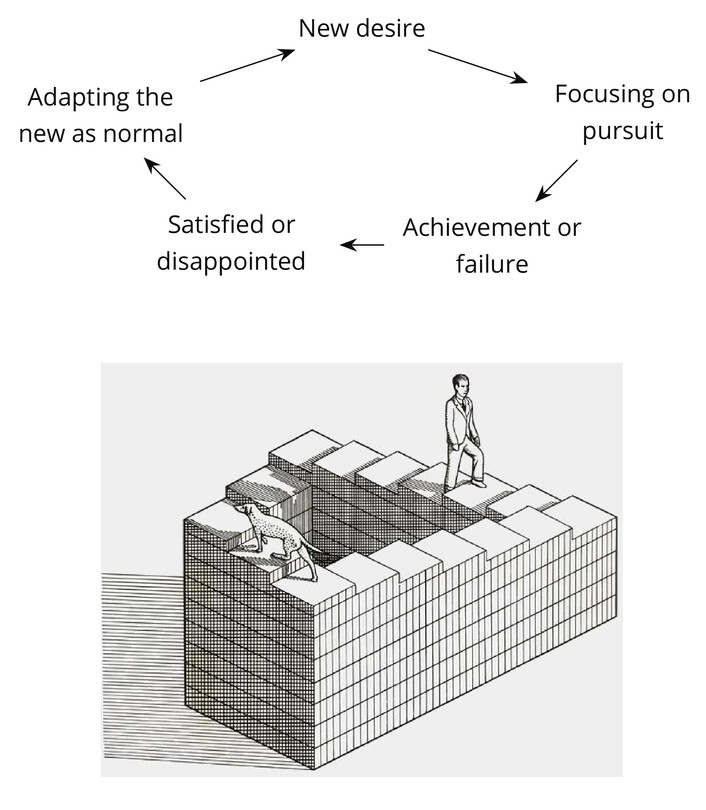 New desire
Focusing on
pursuit
Achievement or
failure
Satisfied or
disappointed
Adapting the
new as normal